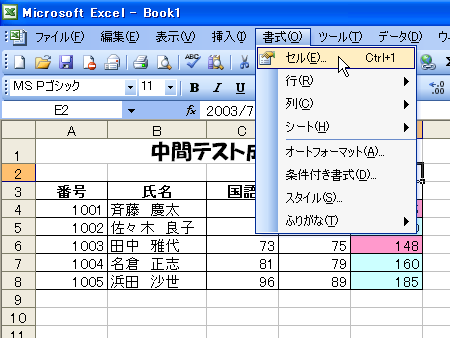 Microsoft Excel - Book1
ファイル(F) 編集(E) 表示(V) 挿入(I) 書式(O) ツール(T) データ(D)
セル(E)... Ctrl+1
MS Pゴシック 11 B I U
行(R)
E2 2003/7
列(C)
A B C
シート(H)
1 中間テスト成
オートフォーマット(A)...
2
条件付き書式(D)...
3 番号 氏名 国語
スタイル(S)...
4 1001 斉藤 慶太
ふりがな(T)
5 1002 佐々木 良子
6 1003 田中 雅代 73 75 148
7 1004 名倉 正志 81 79 160
8 1005 浜田 沙世 96 89 185
9
10
11